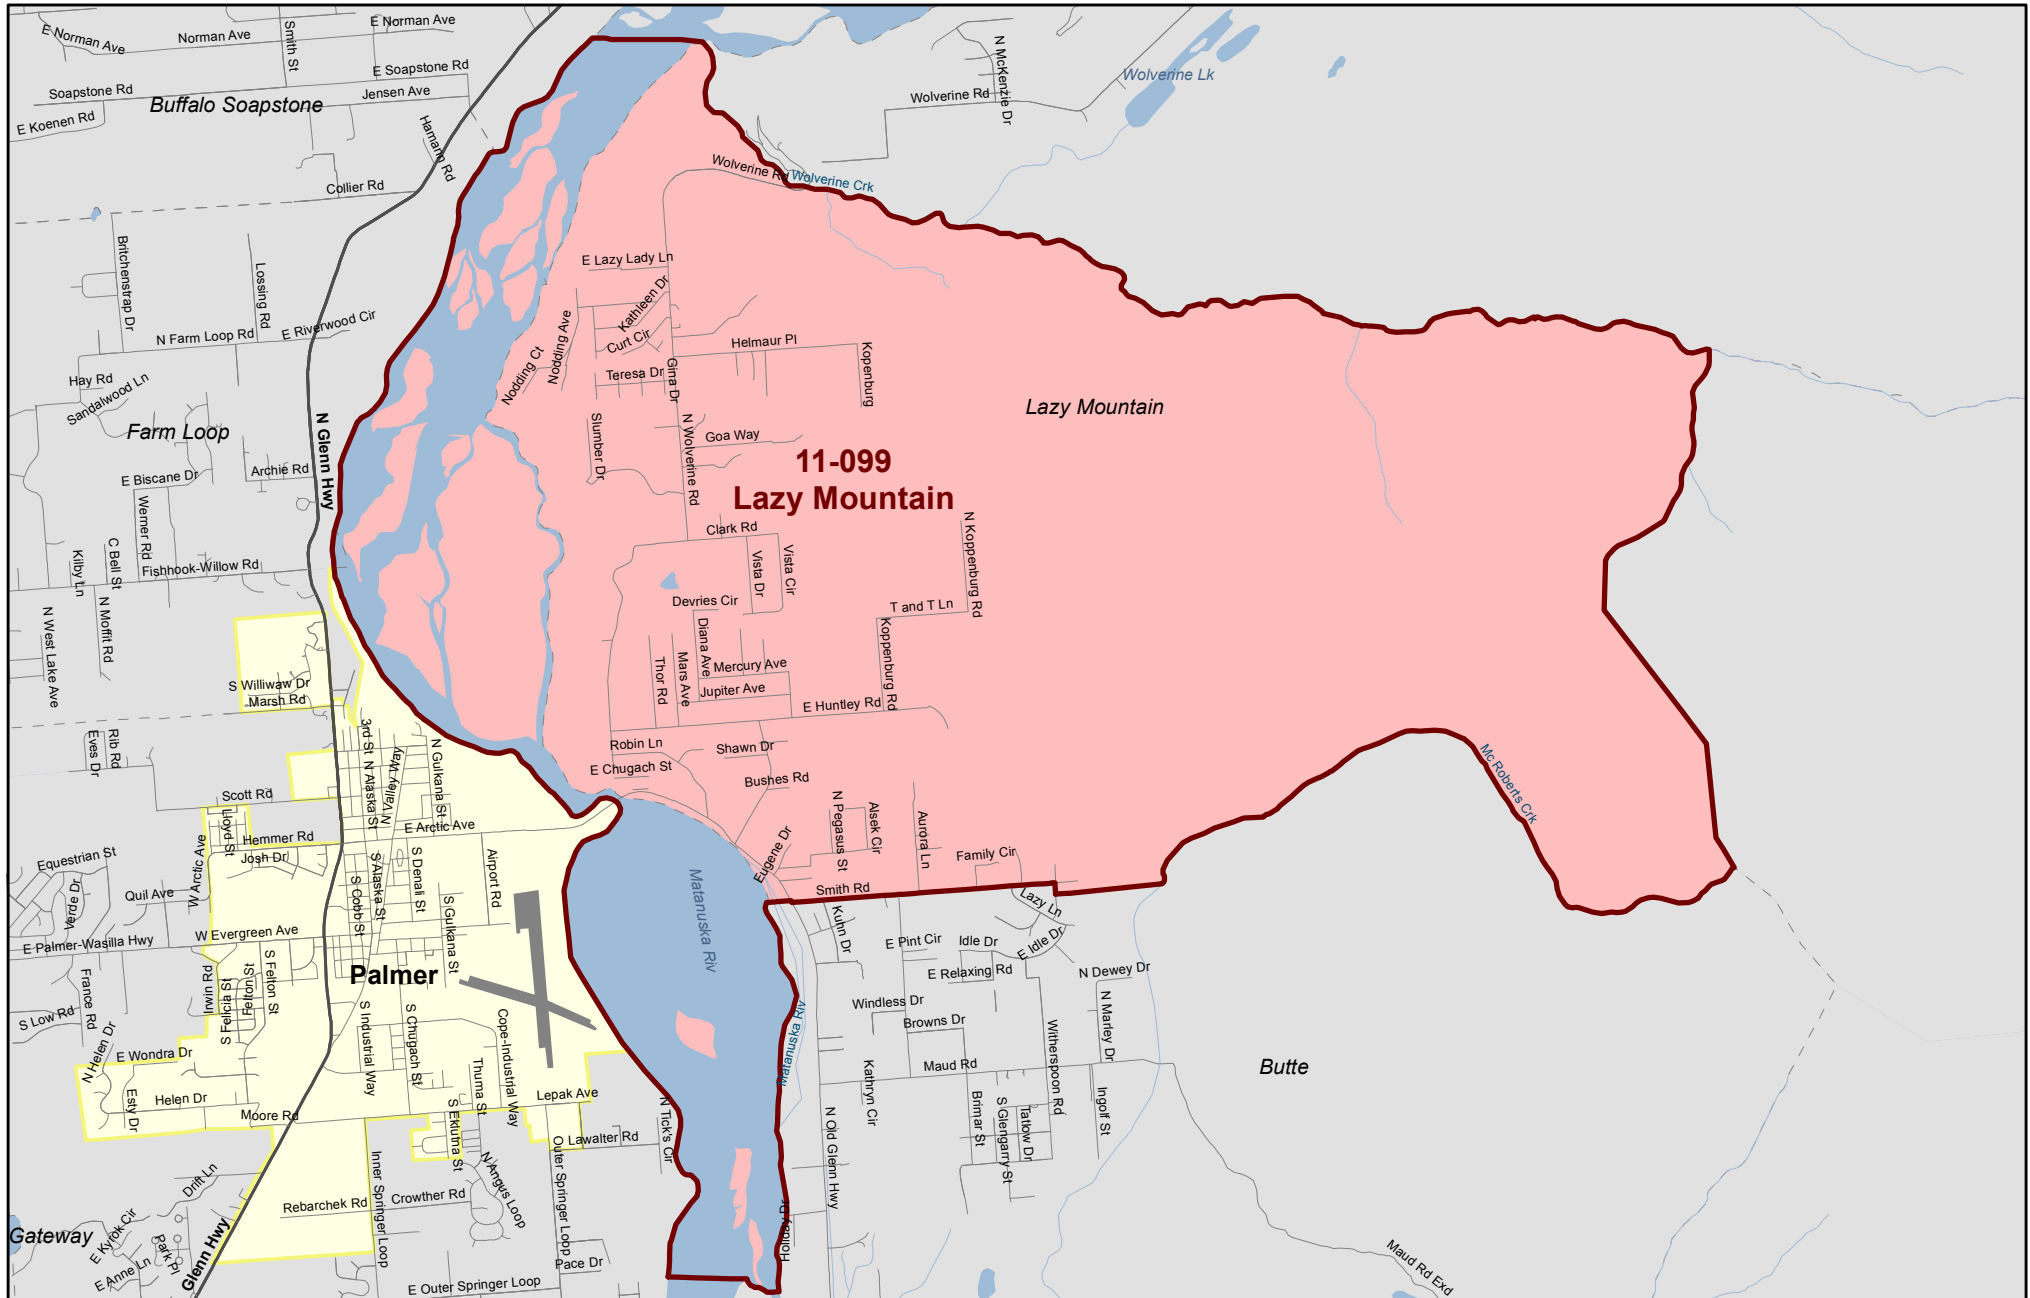 E Norman Ave
Norman Ave
Smith St
E Norman Ave
E Soapstone Rd
Soapstone Rd
Jensen Ave
Buffalo Soapstone
E Koenen Rd
Hamann Rd
Collier Rd
N McKenzie Dr
Wolverine Lk
Wolverine Rd
Wolverine Rd
Wolverine Crk
Britchenstrap Dr
Lossing Rd
N Farm Loop Rd
E Riverwood Cir
Hay Rd
Sandalwood Ln
Farm Loop
N Glenn Hwy
E Biscane Dr
Archie Rd
Werner Rd
C Bell St
Kilby Ln
Fishhook-Willow Rd
N Moffit Rd
N West Lake Ave
E Lazy Lady Ln
Kathleen Dr
Nodding Ave
Curt Cir
Nodding Ct
Teresa Dr
Gina Dr
Helmaur Pl
Kopenburg
Slumber Dr
N Wolverine Rd
Goa Way
Lazy Mountain
11-099
Lazy Mountain
Clark Rd
Vista Dr
Vista Cir
N Koppenburg Rd
Devries Cir
T and T Ln
Diana Ave
Koppenburg Rd
Thor Rd
Mars Ave
Mercury Ave
Jupiter Ave
E Huntley Rd
Robin Ln
Shawn Dr
E Chugach St
Bushes Rd
N Pegasus St
Alsek Cir
Aurora Ln
Eugene Dr
Family Cir
Smith Rd
Mc Roberts Crk
S Williwaw Dr
Marsh Rd
Eves Dr
Rib Rd
3rd St
N Alaska St
N Valley Way
N Gulkana St
Scott Rd
Lloyd St
Hemmer Rd
Josh Dr
E Arctic Ave
W Arctic Ave
Equestrian St
Verde Dr
Quil Ave
S Cobb St
S Alaska St
S Denali St
S Gulkana St
Airport Rd
Matanuska Riv
W Evergreen Ave
E Palmer-Wasilla Hwy
Palmer
Irwin Rd
S Felicia St
Felton St
S Felton St
France Rd
S Low Rd
N Helen Dr
E Wondra Dr
Esty Dr
Helen Dr
Moore Rd
S Industrial Way
S Chugach St
Cope-Industrial Way
Thuma St
S Eklutna St
Lepak Ave
O Lawalter Rd
N Tick's Cir
N Angus Loop
Outer Springer Loop
Inner Springer Loop
Drift Ln
Rebarchek Rd
Crowther Rd
Gateway
E Kyrok Cir
Park Pl
E Anne Ln
Glenn Hwy
E Outer Springer Loop
Pace Dr
Kuhn Dr
Lazy Ln
E Pint Cir
Idle Dr
E Idle Dr
E Relaxing Rd
N Dewey Dr
Windless Dr
Browns Dr
N Marley Dr
Witherspoon Rd
Matanuska Riv
Maud Rd
Kathryn Cir
Brimar St
S Glengarry St
Tatlow Dr
Ingolf St
Butte
N Old Glenn Hwy
Holiday Dr
Maud Rd Exd